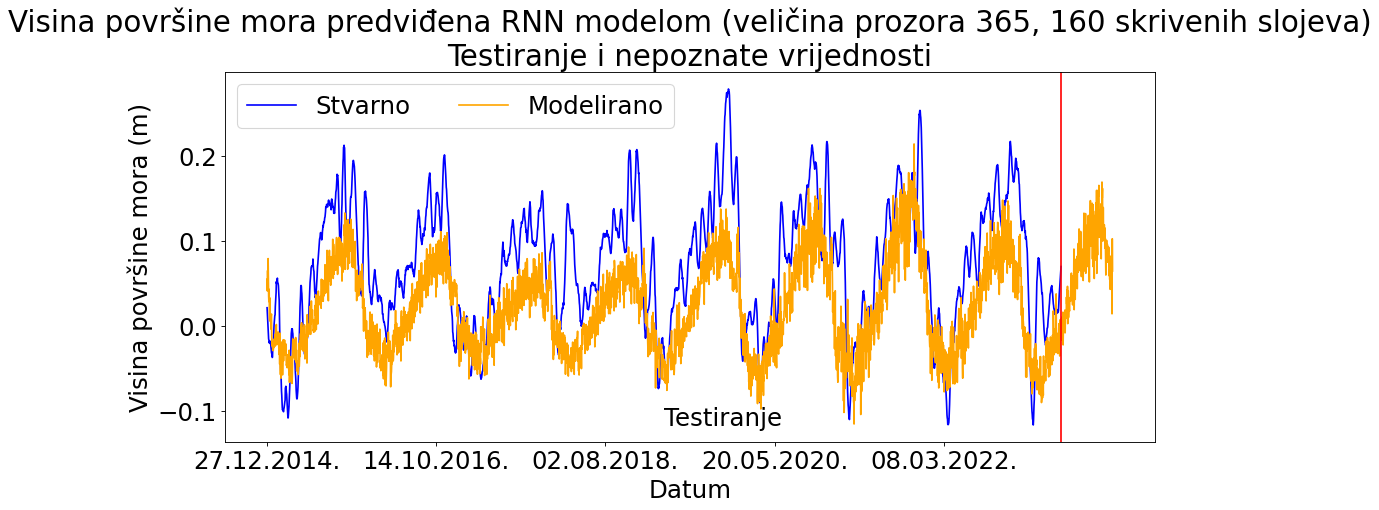 Visina površine mora predviđena RNN modelom (veličina prozora 365, 160 skrivenih slojeva)
Testiranje i nepoznate vrijednosti
Stvarno
Modelirano
Visina površine mora (m)
0.2
0.1
0.0
−0.1
Testiranje
27.12.2014.
14.10.2016.
02.08.2018.
20.05.2020.
08.03.2022.
Datum